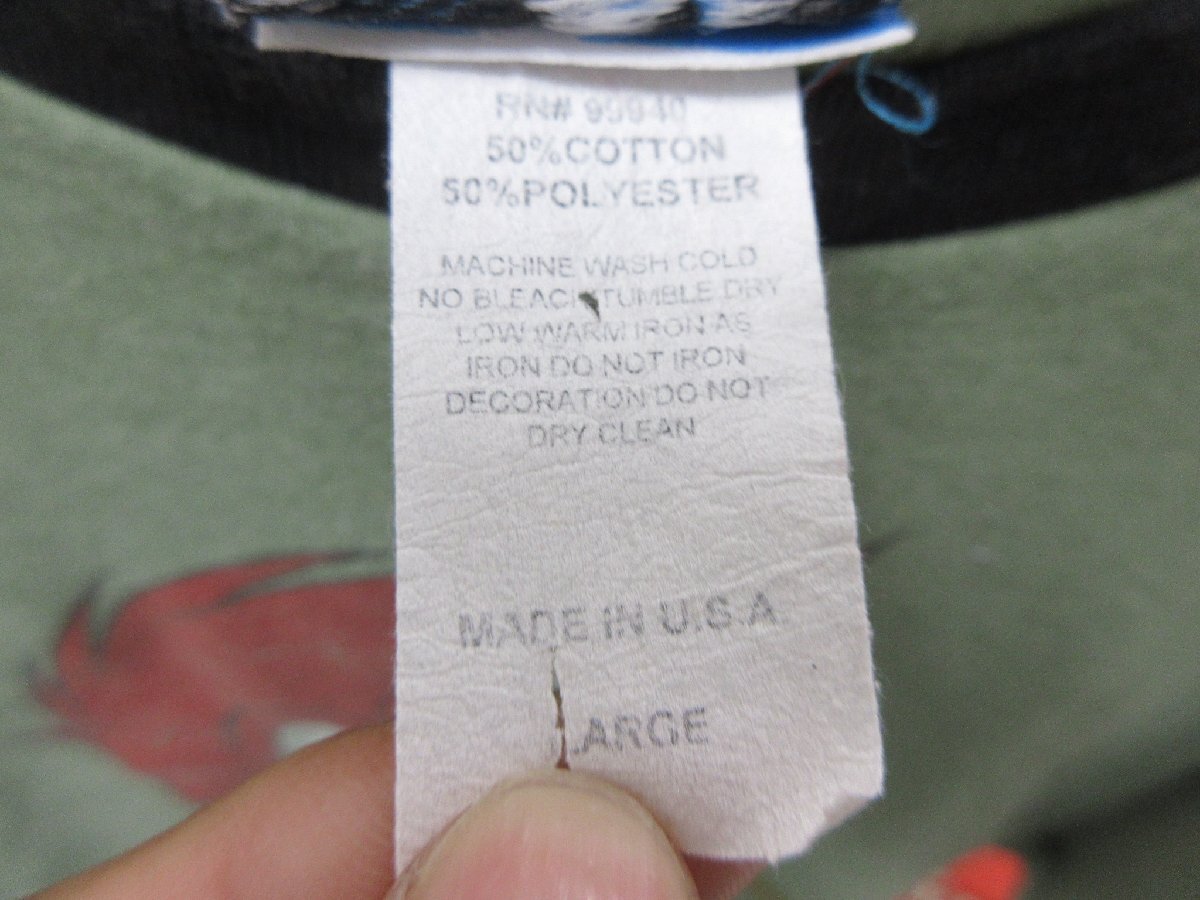 RN# 99940
50%COTTON
50%POLYESTER
MACHINE WASH COLD
NO BLEACH TUMBLE DRY
LOW WARM IRON AS
IRON DO NOT IRON
DECORATION DO NOT
DRY CLEAN
MADE IN U.S.A.
LARGE